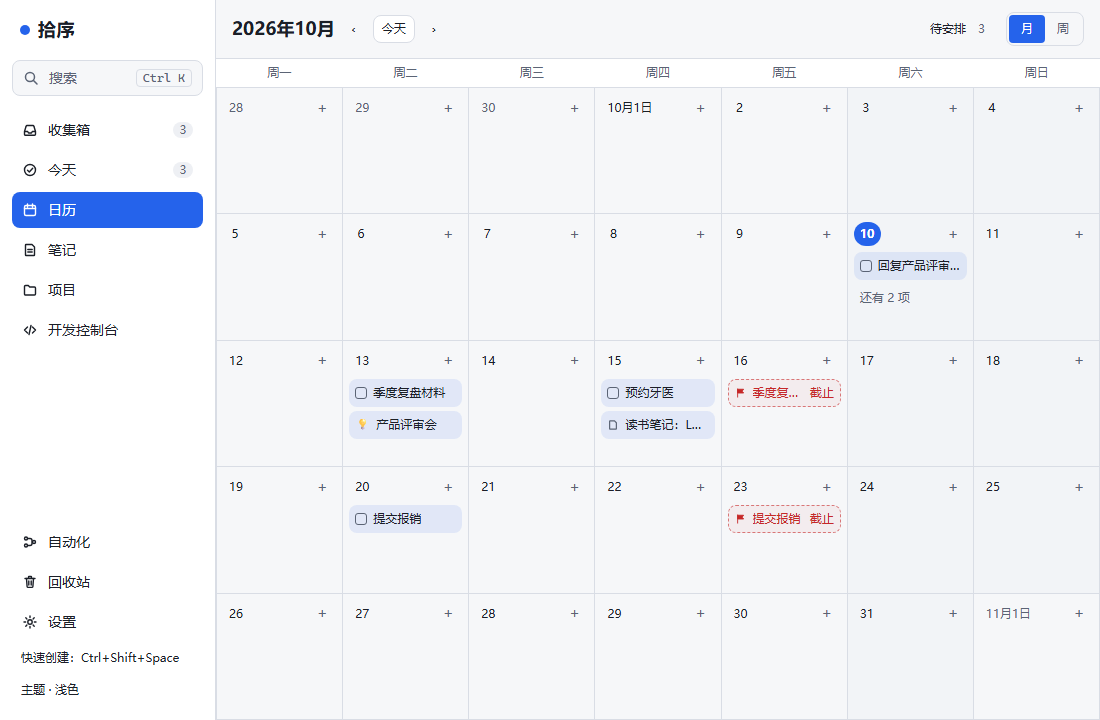 拾序
搜索 Ctrl K
收集箱 3
今天 3
日历
笔记
项目
开发控制台
自动化
回收站
设置
快速创建：Ctrl+Shift+Space
主题 · 浅色
2026年10月 ‹ 今天 ›
待安排 3 月 周
周一 周二 周三 周四 周五 周六 周日
28 + 29 + 30 + 10月1日 + 2 + 3 + 4 +
5 + 6 + 7 + 8 + 9 + 10 + 11 +
回复产品评审...
还有 2 项
12 + 13 + 14 + 15 + 16 + 17 + 18 +
季度复盘材料 预约牙医 季度复... 截止
产品评审会 读书笔记：L...
19 + 20 + 21 + 22 + 23 + 24 + 25 +
提交报销 提交报销 截止
26 + 27 + 28 + 29 + 30 + 31 + 11月1日 +